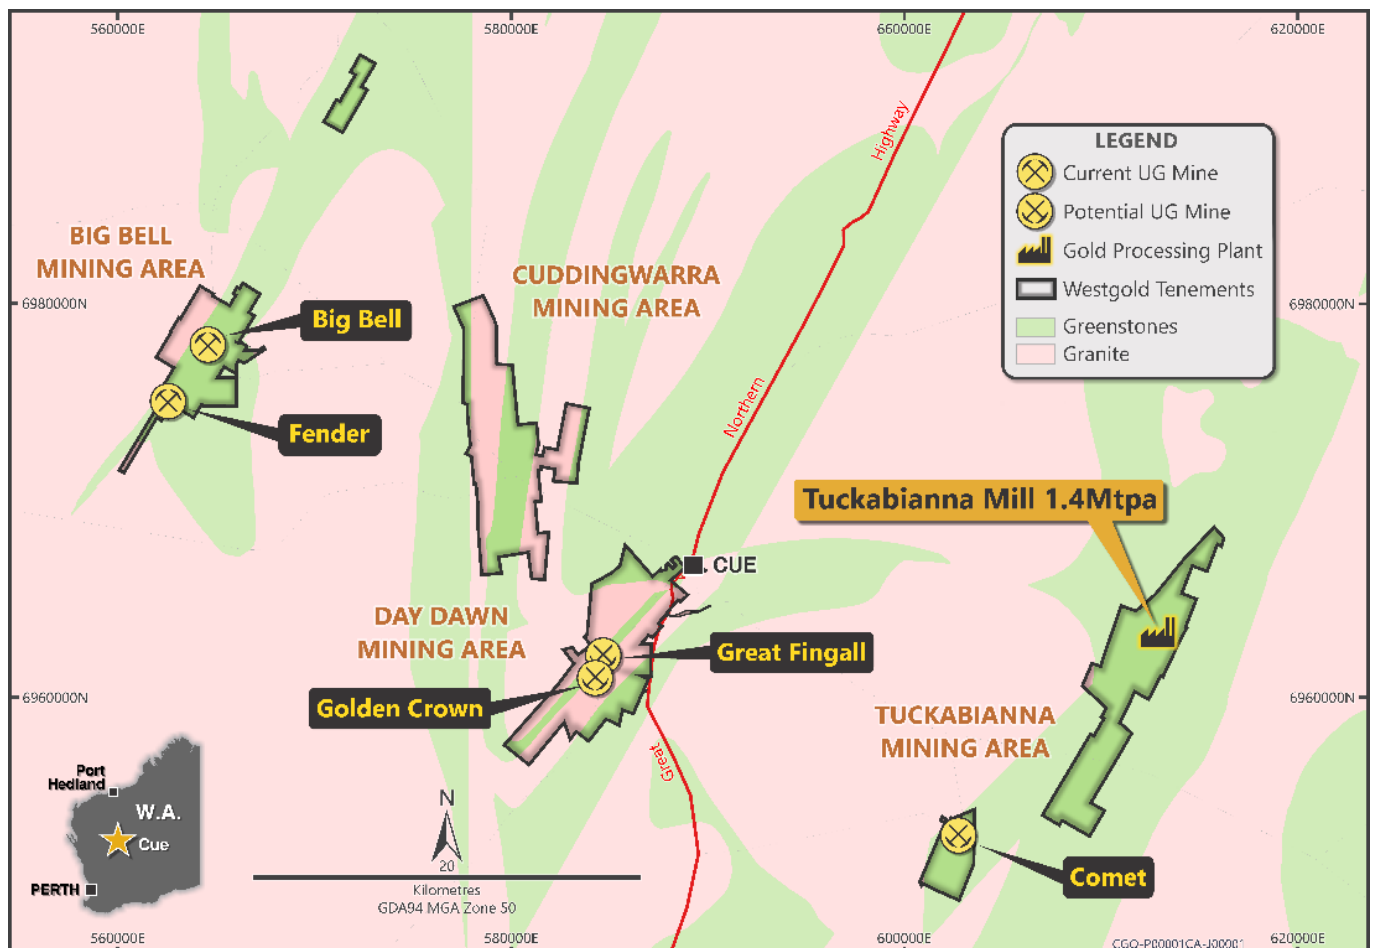 560000E
580000E
660000E
620000E
Highway
LEGEND
Current UG Mine
Potential UG Mine
Gold Processing Plant
Westgold Tenements
Greenstones
Granite
BIG BELL
MINING AREA
CUDDINGWARRA
MINING AREA
6980000N
6980000N
Big Bell
Northern
Fender
Tuckabianna Mill 1.4Mtpa
CUE
DAY DAWN
MINING AREA
Great Fingall
Golden Crown
6960000N
6960000N
TUCKABIANNA
MINING AREA
Great
Port
Hedland
W.A.
Cue
PERTH
N
20
Kilometres
GDA94 MGA Zone 50
Comet
560000E
580000E
600000E
620000E
CGO-P00001CA-J00001